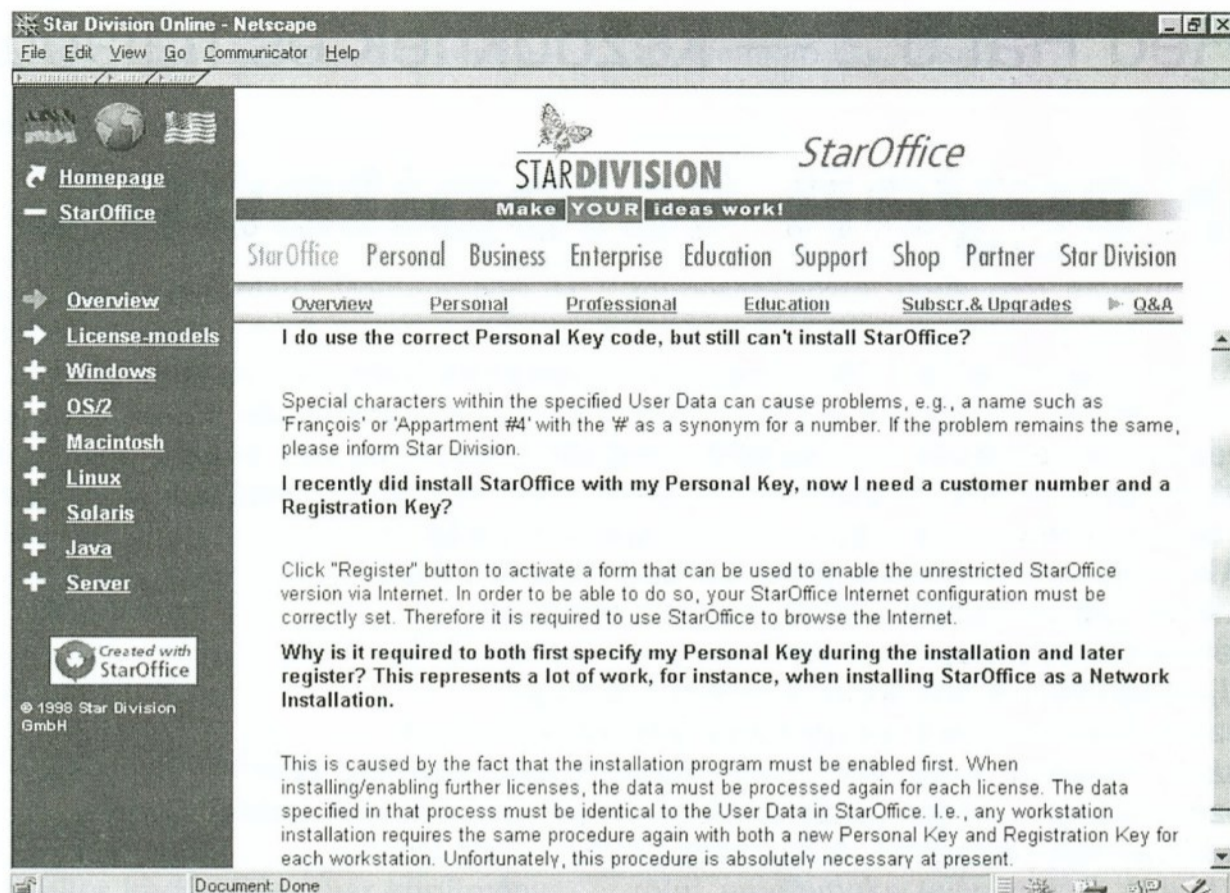 Star Division Online - Netscape
File Edit View Go Communicator Help
Homepage
StarOffice
Overview
License-models
Windows
OS/2
Macintosh
Linux
Solaris
Java
Server
Created with
StarOffice
© 1998 Star Division
GmbH
STARDIVISION
StarOffice
Make YOUR ideas work!
StarOffice Personal Business Enterprise Education Support Shop Partner Star Division
Overview Personal Professional Education Subscr.& Upgrades Q&A
I do use the correct Personal Key code, but still can't install StarOffice?
Special characters within the specified User Data can cause problems, e.g., a name such as
'François' or 'Appartment #4' with the '#' as a synonym for a number. If the problem remains the same,
please inform Star Division.
I recently did install StarOffice with my Personal Key, now I need a customer number and a
Registration Key?
Click "Register" button to activate a form that can be used to enable the unrestricted StarOffice
version via Internet. In order to be able to do so, your StarOffice Internet configuration must be
correctly set. Therefore it is required to use StarOffice to browse the Internet.
Why is it required to both first specify my Personal Key during the installation and later
register? This represents a lot of work, for instance, when installing StarOffice as a Network
Installation.
This is caused by the fact that the installation program must be enabled first. When
installing/enabling further licenses, the data must be processed again for each license. The data
specified in that process must be identical to the User Data in StarOffice. I.e., any workstation
installation requires the same procedure again with both a new Personal Key and Registration Key for
each workstation. Unfortunately, this procedure is absolutely necessary at present.
Document: Done